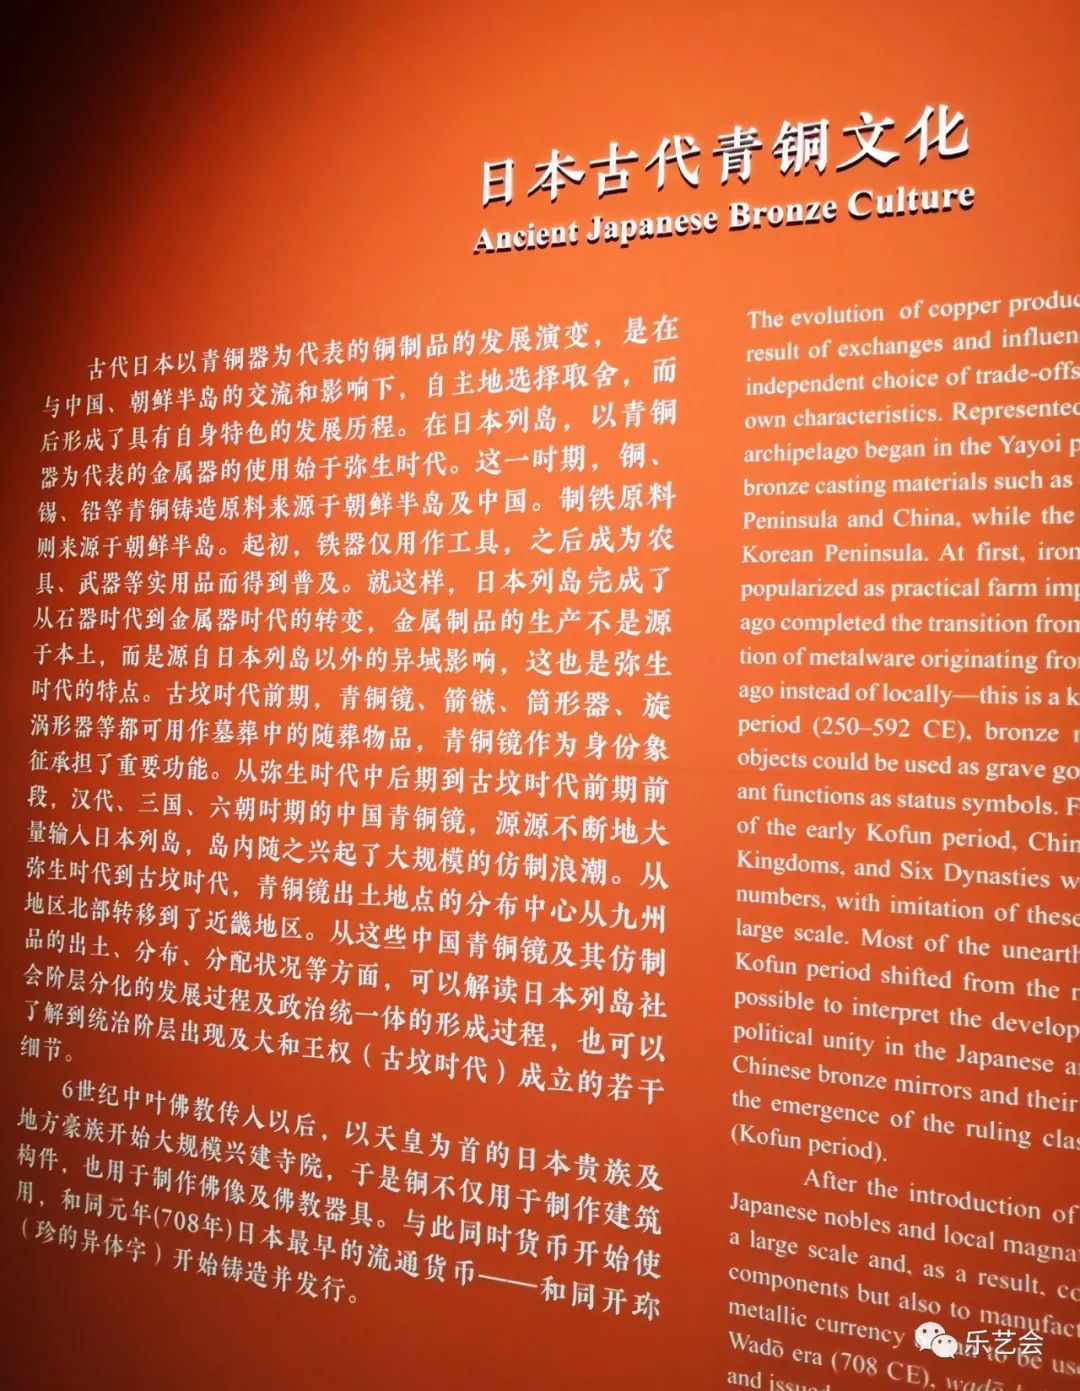 日本古代青铜文化
Ancient Japanese Bronze Culture
古代日本以青铜器为代表的铜制品的发展演变，是在
与中国、朝鲜半岛的交流和影响下，自主地选择取舍，而
后形成了具有自身特色的发展历程。在日本列岛，以青铜
器为代表的金属器的使用始于弥生时代。这一时期，铜、
锡、铅等青铜铸造原料来源于朝鲜半岛及中国。制铁原料
则来源于朝鲜半岛。起初，铁器仅用作工具，之后成为农
具、武器等实用品而得到普及。就这样，日本列岛完成了
从石器时代到金属器时代的转变，金属制品的生产不是源
于本土，而是源自日本列岛以外的异域影响，这也是弥生
时代的特点。古坟时代前期，青铜镜、箭镞、筒形器、旋
涡形器等都可用作墓葬中的随葬物品，青铜镜作为身份象
征承担了重要功能。从弥生时代中后期到古坟时代前期前
段，汉代、三国、六朝时期的中国青铜镜，源源不断地大
量输入日本列岛，岛内随之兴起了大规模的仿制浪潮。从
弥生时代到古坟时代，青铜镜出土地点的分布中心从九州
地区北部转移到了近畿地区。从这些中国青铜镜及其仿制
品的出土、分布、分配状况等方面，可以解读日本列岛社
会阶层分化的发展过程及政治统一体的形成过程，也可以
了解到统治阶层出现及大和王权（古坟时代）成立的若干
细节。
6世纪中叶佛教传入以后，以天皇为首的日本贵族及
地方豪族开始大规模兴建寺院，于是铜不仅用于制作建筑
构件，也用于制作佛像及佛教器具。与此同时货币开始使
用，和同元年(708年)日本最早的流通货币——和同开珎
（珍的异体字）开始铸造并发行。
The evolution of copper produc
result of exchanges and influen
independent choice of trade-offs
own characteristics. Represented
archipelago began in the Yayoi p
bronze casting materials such as
Peninsula and China, while the
Korean Peninsula. At first, iron
popularized as practical farm imp
ago completed the transition from
tion of metalware originating fro
ago instead of locally—this is a k
period (250–592 CE), bronze m
objects could be used as grave go
ant functions as status symbols. F
of the early Kofun period, Chin
Kingdoms, and Six Dynasties w
numbers, with imitation of these
large scale. Most of the unearth
Kofun period shifted from the n
possible to interpret the develop
political unity in the Japanese a
Chinese bronze mirrors and their
the emergence of the ruling clas
(Kofun period).
After the introduction of
Japanese nobles and local magna
a large scale and, as a result, co
components but also to manufact
metallic currency an to be use
Wadō era (708 CE), wadō
and issued
乐艺会